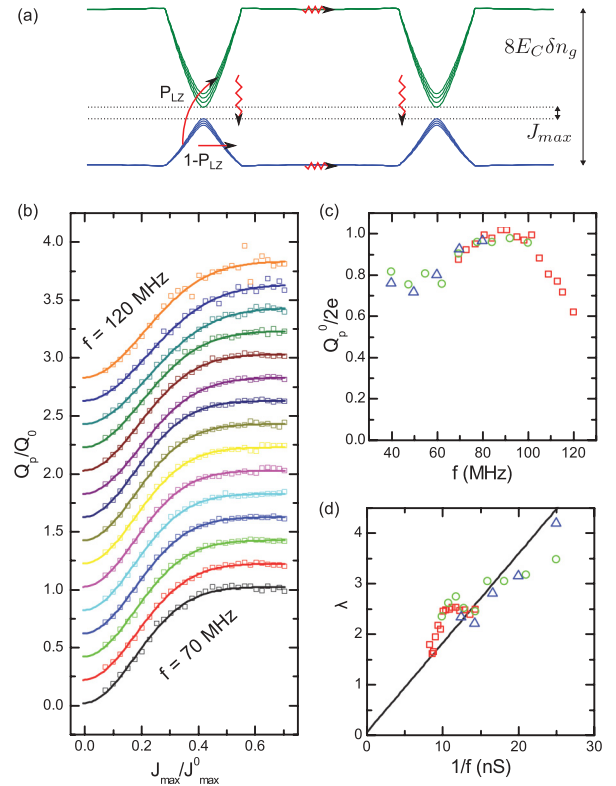 (a)
8E_C δn_g
P_LZ
J_max
1-P_LZ
(b)
4.0
3.5
3.0
2.5
2.0
1.5
1.0
0.5
0.0
Q_p/Q_0
f = 120 MHz
f = 70 MHz
0.0 0.2 0.4 0.6
J_max/J^0_max
(c)
1.0
0.8
0.6
0.4
0.2
0.0
Q_p^0/2e
40 60 80 100 120
f (MHz)
(d)
4
3
2
1
0
λ
0 5 10 15 20 25 30
1/f (nS)